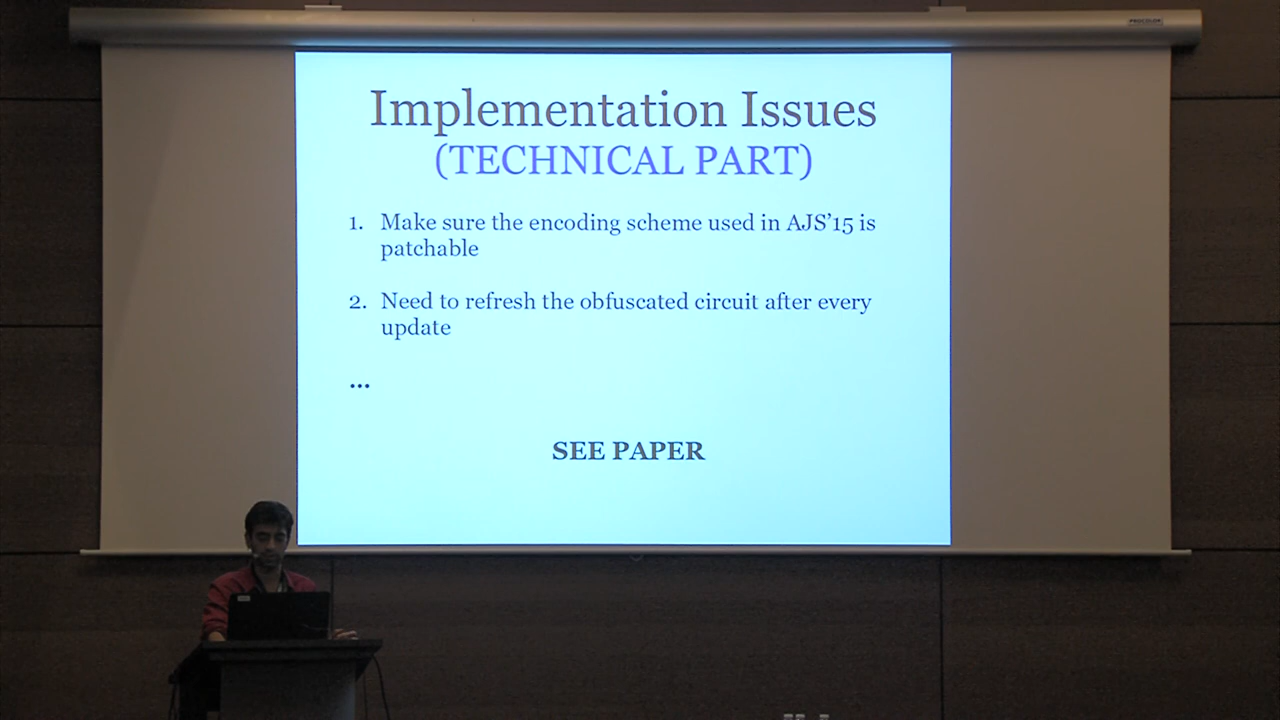 PROCOLOR
Implementation Issues
(TECHNICAL PART)
1. Make sure the encoding scheme used in AJS'15 is
patchable
2. Need to refresh the obfuscated circuit after every
update
...
SEE PAPER